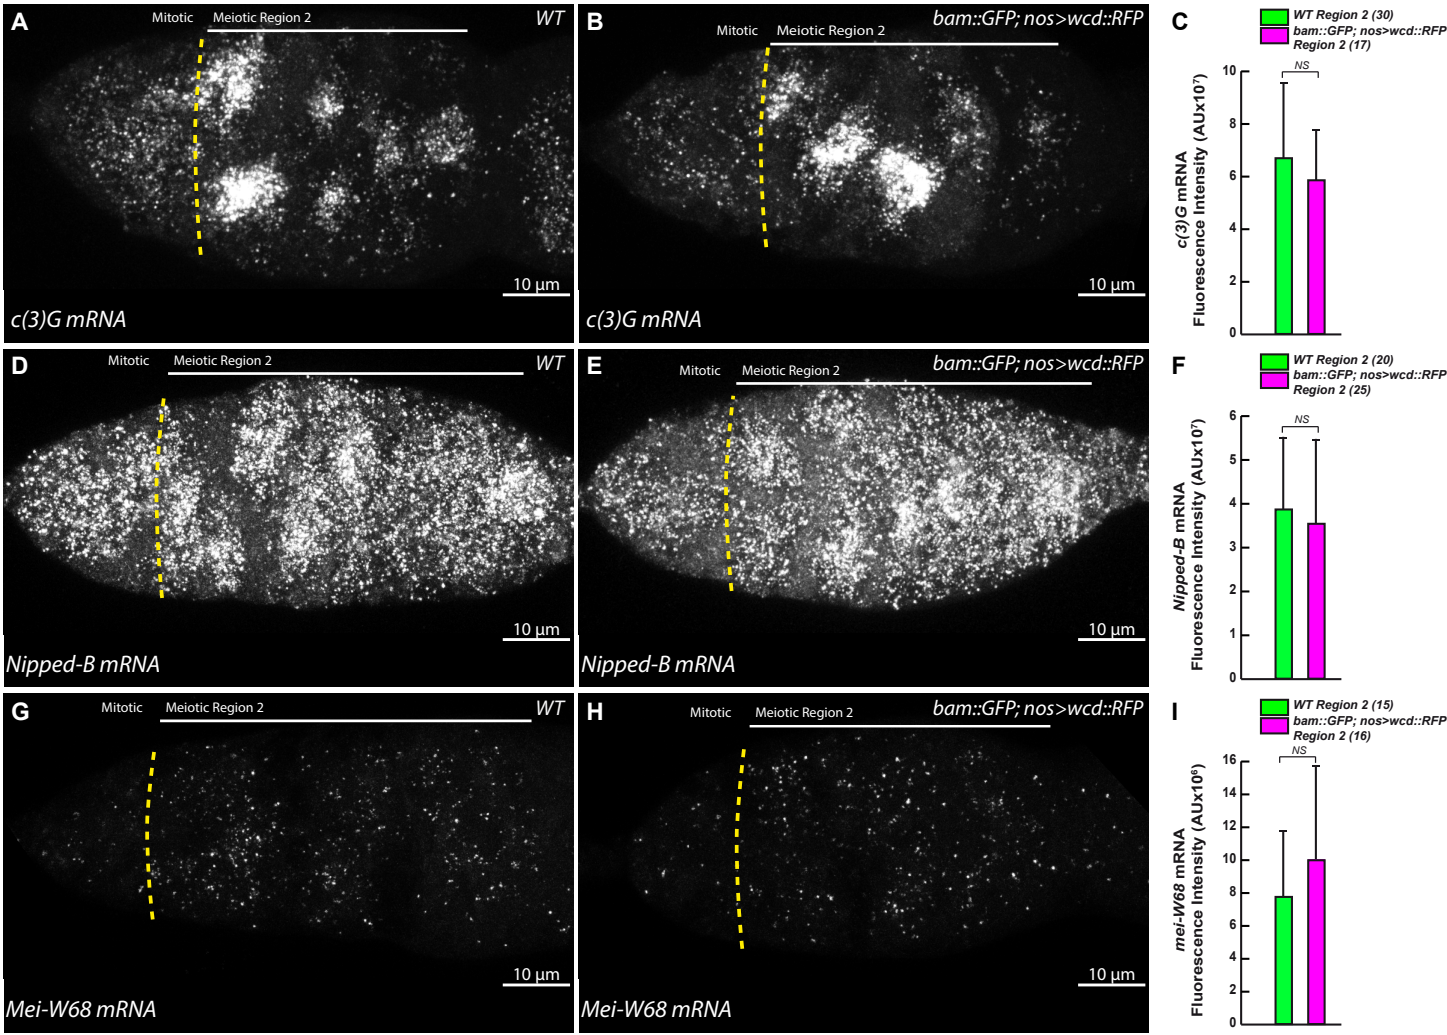 A
Mitotic
Meiotic Region 2
WT
10 µm
c(3)G mRNA
B
Mitotic
Meiotic Region 2
bam::GFP; nos>wcd::RFP
10 µm
c(3)G mRNA
C
WT Region 2 (30)
bam::GFP; nos>wcd::RFP
Region 2 (17)
NS
10
8
6
4
2
0
c(3)G mRNA
Fluorescence Intensity (AUx10⁷)
D
Mitotic
Meiotic Region 2
WT
10 µm
Nipped-B mRNA
E
Mitotic
Meiotic Region 2
bam::GFP; nos>wcd::RFP
10 µm
Nipped-B mRNA
F
WT Region 2 (20)
bam::GFP; nos>wcd::RFP
Region 2 (25)
NS
6
5
4
3
2
1
0
Nipped-B mRNA
Fluorescence Intensity (AUx10⁷)
G
Mitotic
Meiotic Region 2
WT
10 µm
Mei-W68 mRNA
H
Mitotic
Meiotic Region 2
bam::GFP; nos>wcd::RFP
10 µm
Mei-W68 mRNA
I
WT Region 2 (15)
bam::GFP; nos>wcd::RFP
Region 2 (16)
NS
16
14
12
10
8
6
4
2
0
mei-W68 mRNA
Fluorescence Intensity (AUx10⁶)